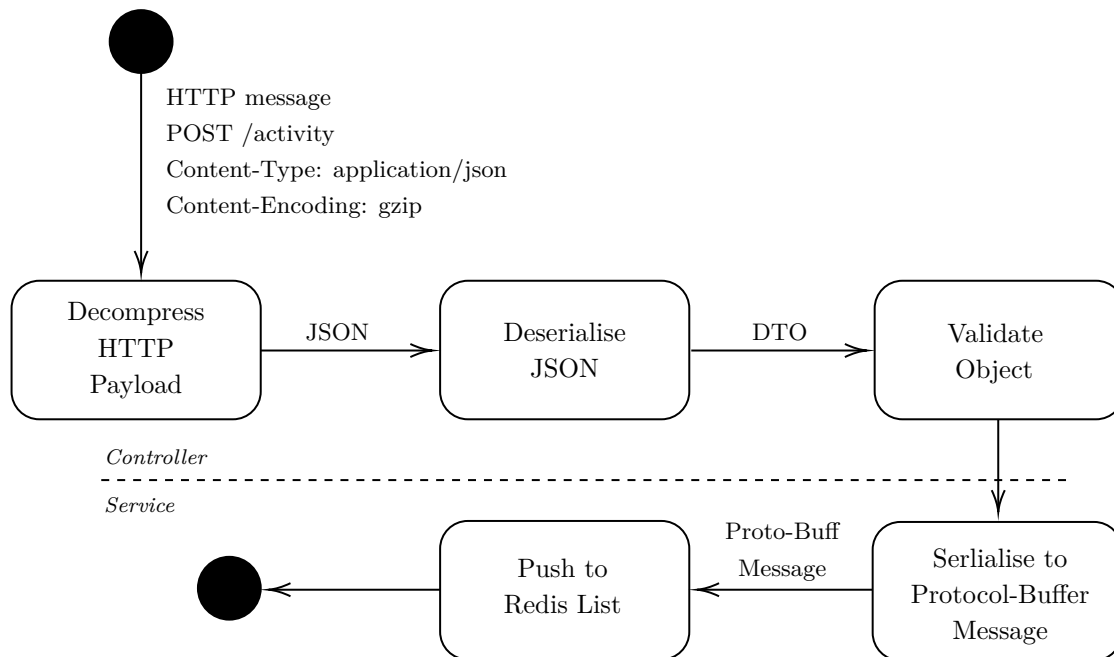 HTTP message
POST /activity
Content-Type: application/json
Content-Encoding: gzip
Decompress
HTTP
Payload
JSON
Deserialise
JSON
DTO
Validate
Object
Controller
Service
Proto-Buff
Message
Serlialise to
Protocol-Buffer
Message
Push to
Redis List